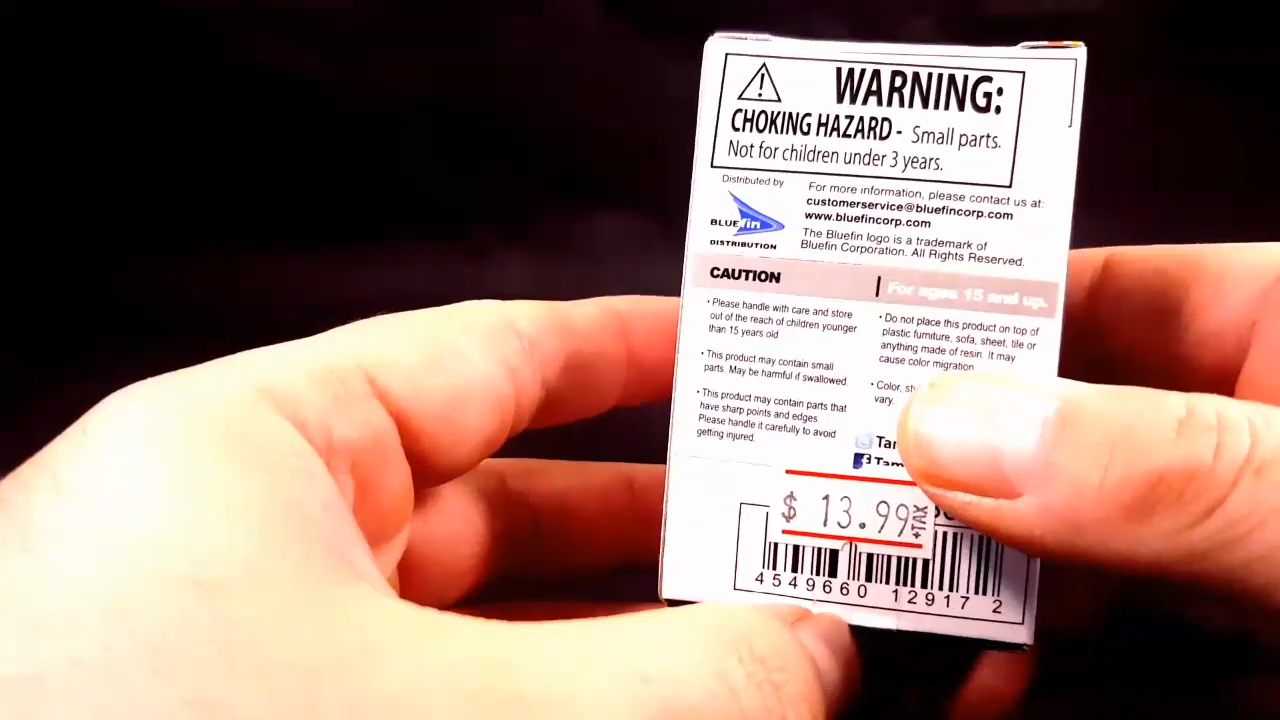 WARNING:
CHOKING HAZARD - Small parts.
Not for children under 3 years.
Distributed by
BLUEfin
DISTRIBUTION
For more information, please contact us at:
customerservice@bluefincorp.com
www.bluefincorp.com
The Bluefin logo is a trademark of
Bluefin Corporation. All Rights Reserved.
CAUTION
For ages 15 and up.
• Please handle with care and store
out of the reach of children younger
than 15 years old
• This product may contain small
parts. May be harmful if swallowed.
• This product may contain parts that
have sharp points and edges.
Please handle it carefully to avoid
getting injured.
• Do not place this product on top of
plastic furniture, sofa, sheet, tile or
anything made of resin. It may
cause color migration
• Color,
vary.
$ 13.99 +TAX
4549660 12917 2